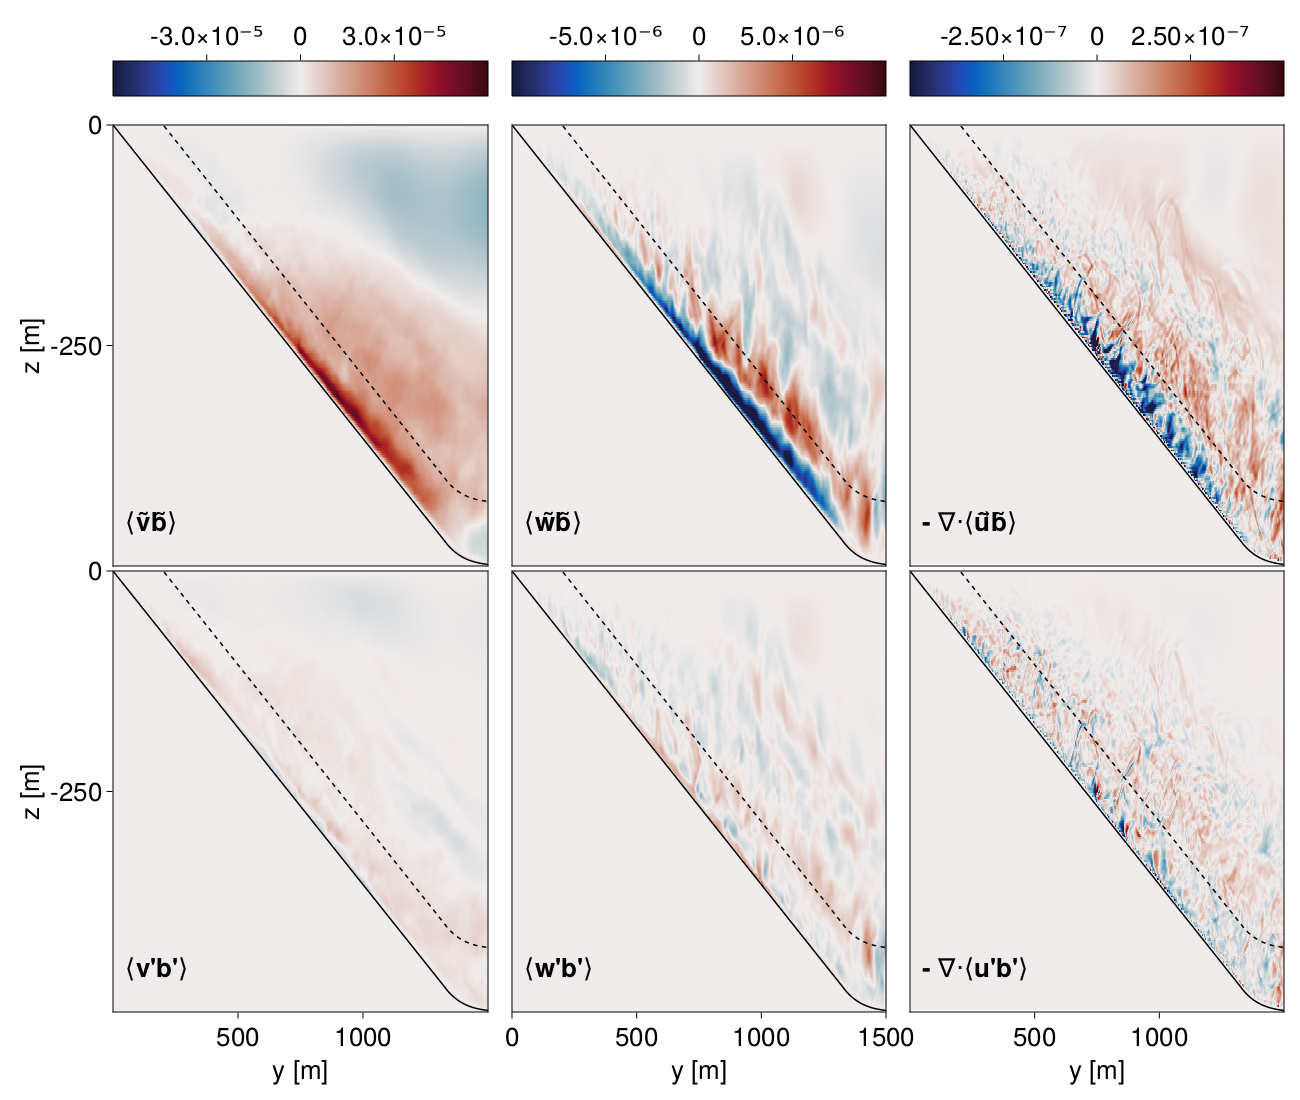 -3.0×10⁻⁵ 0 3.0×10⁻⁵
-5.0×10⁻⁶ 0 5.0×10⁻⁶
-2.50×10⁻⁷ 0 2.50×10⁻⁷
0
z [m]
-250
⟨ṽb̃⟩
⟨w̃b̃⟩
- ∇·⟨ũb̃⟩
0
z [m]
-250
⟨v'b'⟩
⟨w'b'⟩
- ∇·⟨u'b'⟩
500 1000
0 500 1000 1500
500 1000
y [m]
y [m]
y [m]